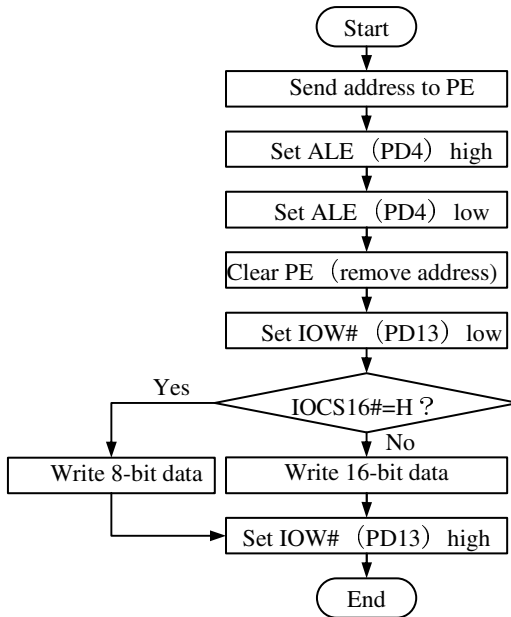 Start
Send address to PE
Set ALE （PD4） high
Set ALE （PD4） low
Clear PE （remove address)
Set IOW# （PD13） low
Yes
IOCS16#=H？
No
Write 8-bit data
Write 16-bit data
Set IOW# （PD13） high
End